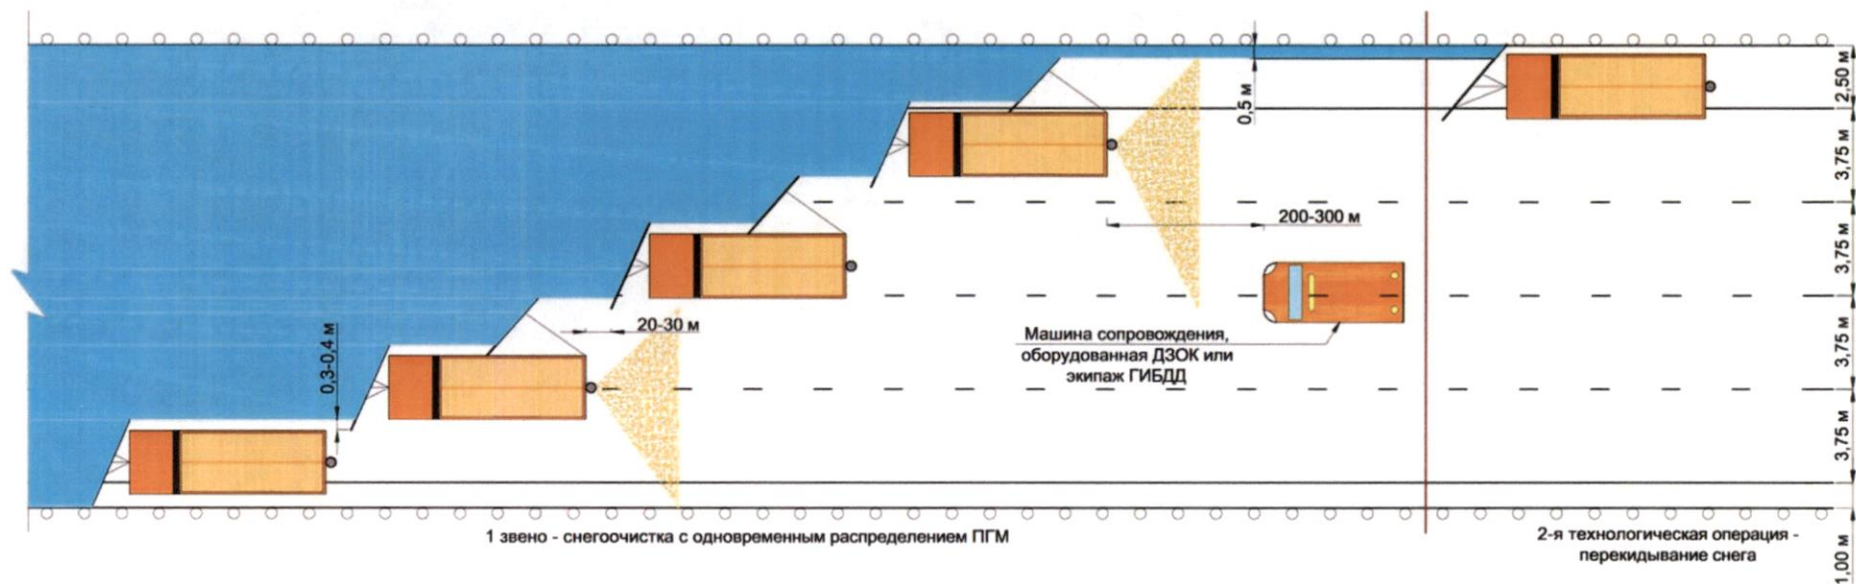 0,5 м
2,50 м
3,75 м
3,75 м
3,75 м
3,75 м
1,00 м
200-300 м
20-30 м
0,3-0,4 м
Машина сопровождения,
оборудованная ДЗОК или
экипаж ГИБДД
1 звено - снегоочистка с одновременным распределением ПГМ
2-я технологическая операция -
перекидывание снега